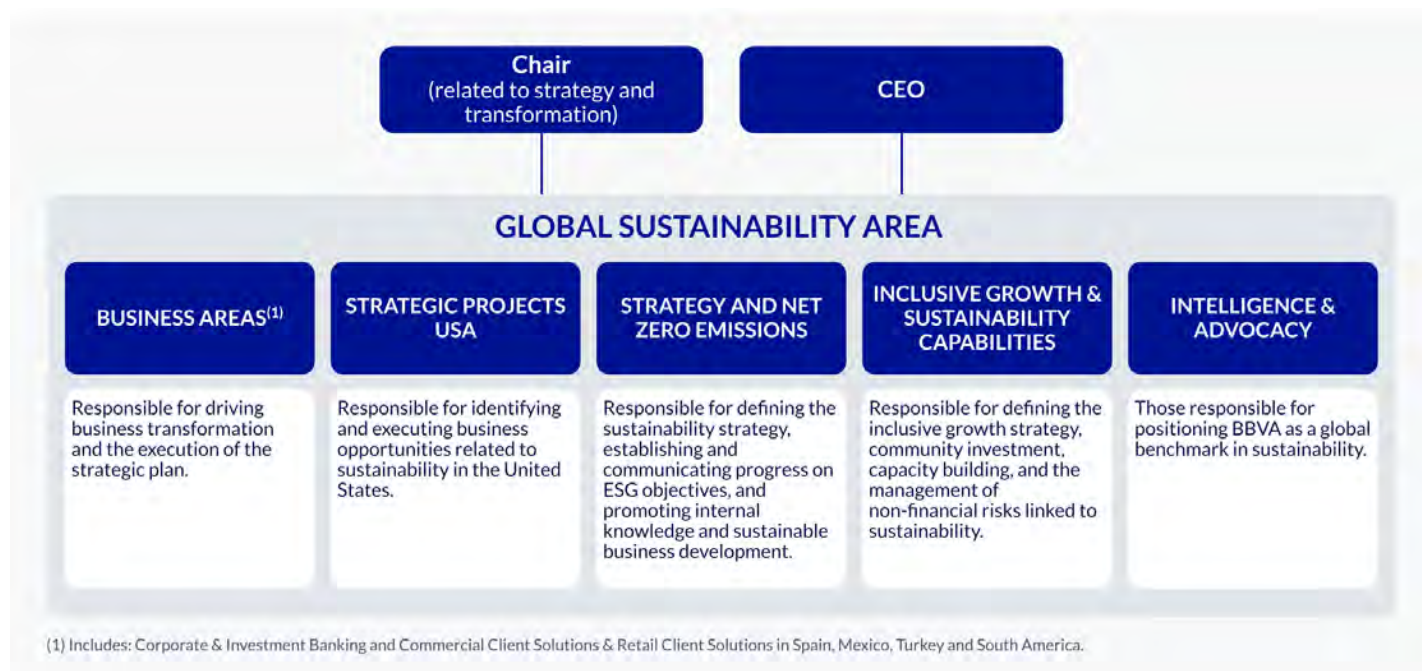 Chair
(related to strategy and
transformation)
CEO
GLOBAL SUSTAINABILITY AREA
BUSINESS AREAS(1)
STRATEGIC PROJECTS
USA
STRATEGY AND NET
ZERO EMISSIONS
INCLUSIVE GROWTH &
SUSTAINABILITY
CAPABILITIES
INTELLIGENCE &
ADVOCACY
Responsible for driving
business transformation
and the execution of the
strategic plan.
Responsible for identifying
and executing business
opportunities related to
sustainability in the United
States.
Responsible for defining the
sustainability strategy,
establishing and
communicating progress on
ESG objectives, and
promoting internal
knowledge and sustainable
business development.
Responsible for defining the
inclusive growth strategy,
community investment,
capacity building, and the
management of
non-financial risks linked to
sustainability.
Those responsible for
positioning BBVA as a global
benchmark in sustainability.
(1) Includes: Corporate & Investment Banking and Commercial Client Solutions & Retail Client Solutions in Spain, Mexico, Turkey and South America.